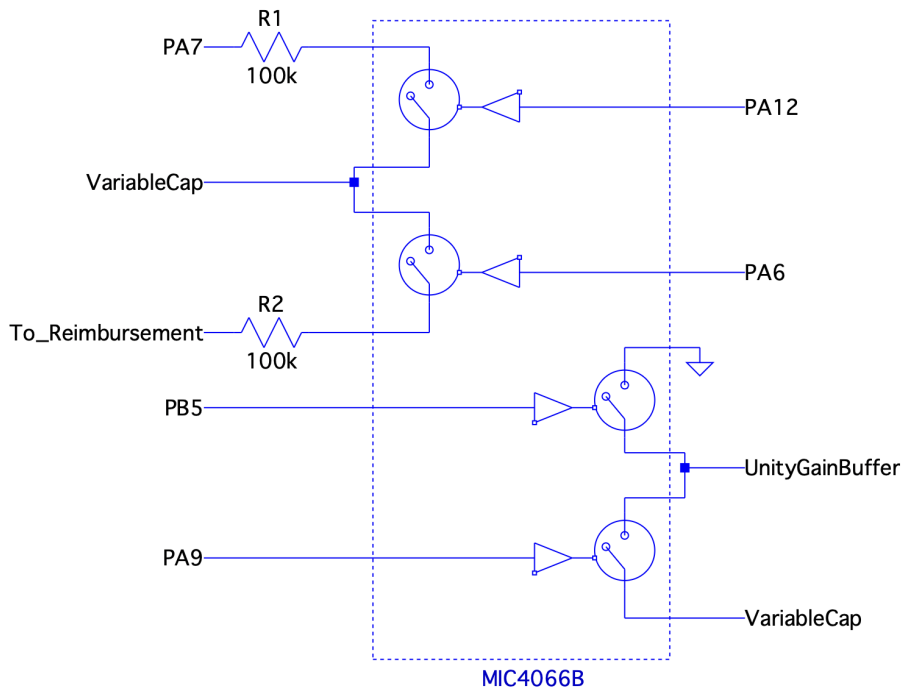 R1
PA7
100k
PA12
VariableCap
PA6
R2
To_Reimbursement
100k
PB5
UnityGainBuffer
PA9
VariableCap
MIC4066B